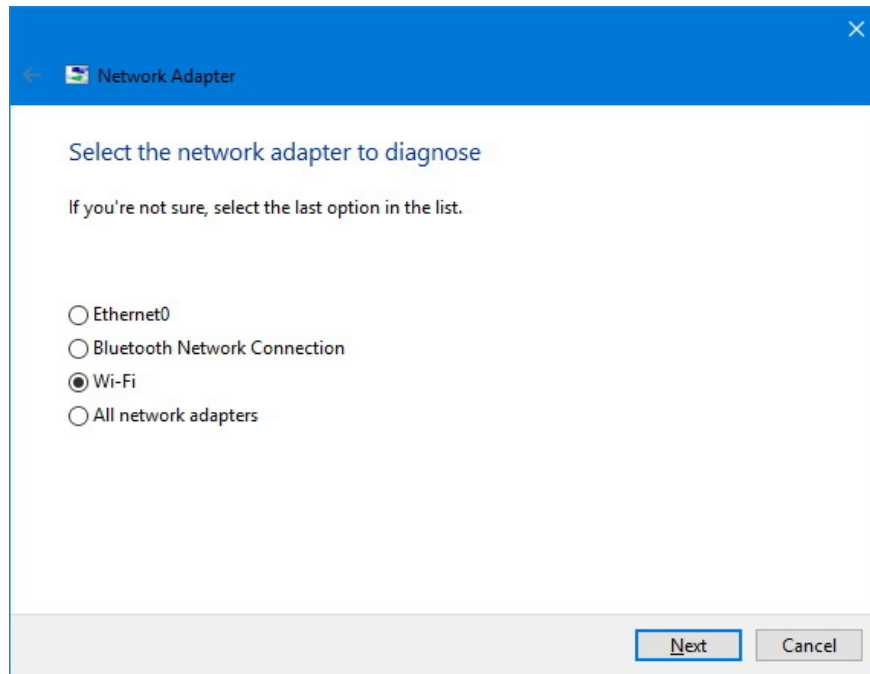 Network Adapter
Select the network adapter to diagnose
If you're not sure, select the last option in the list.
Ethernet0
Bluetooth Network Connection
Wi-Fi
All network adapters
Next Cancel